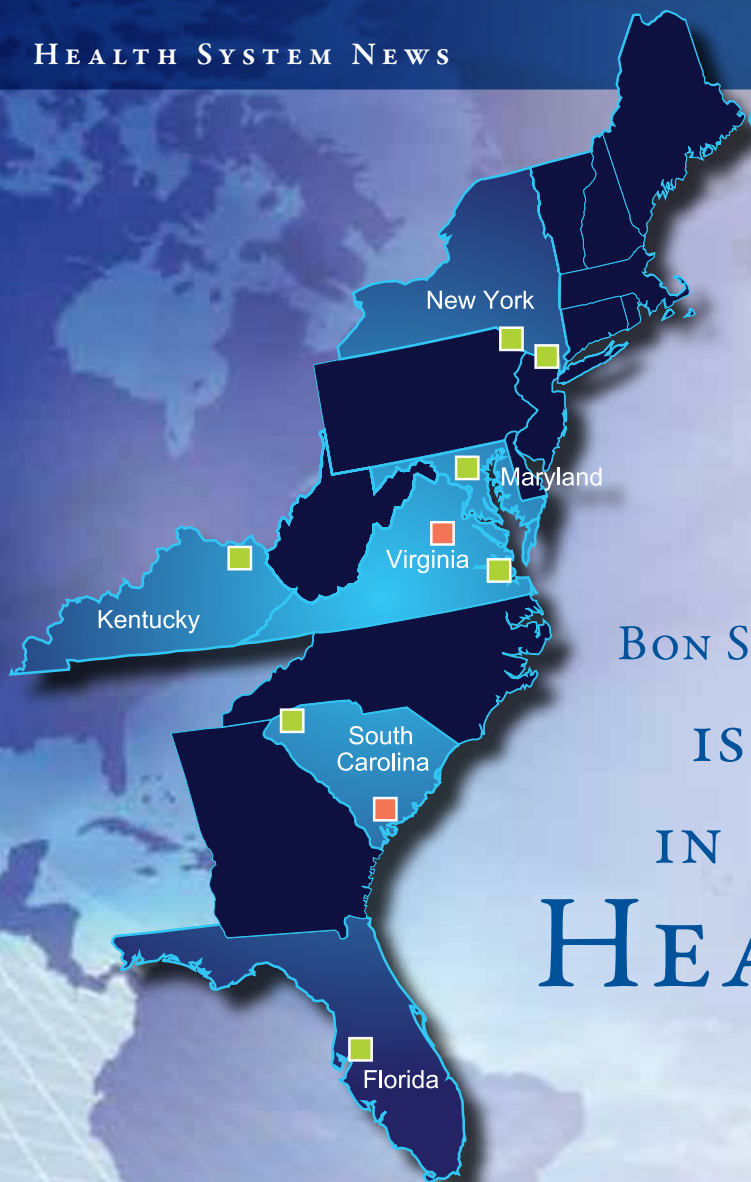 HEALTH SYSTEM NEWS
New York
Maryland
Virginia
Kentucky
South
Carolina
Florida
BON S
IS
IN
HEA